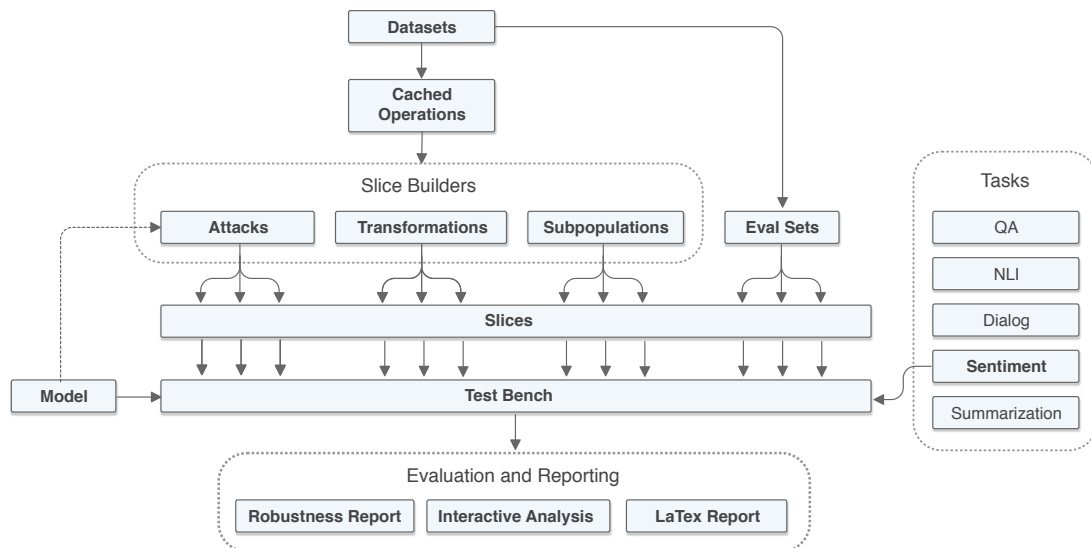 Datasets
Cached
Operations
Slice Builders
Tasks
Attacks
Transformations
Subpopulations
Eval Sets
QA
NLI
Slices
Dialog
Sentiment
Model
Test Bench
Summarization
Evaluation and Reporting
Robustness Report
Interactive Analysis
LaTex Report